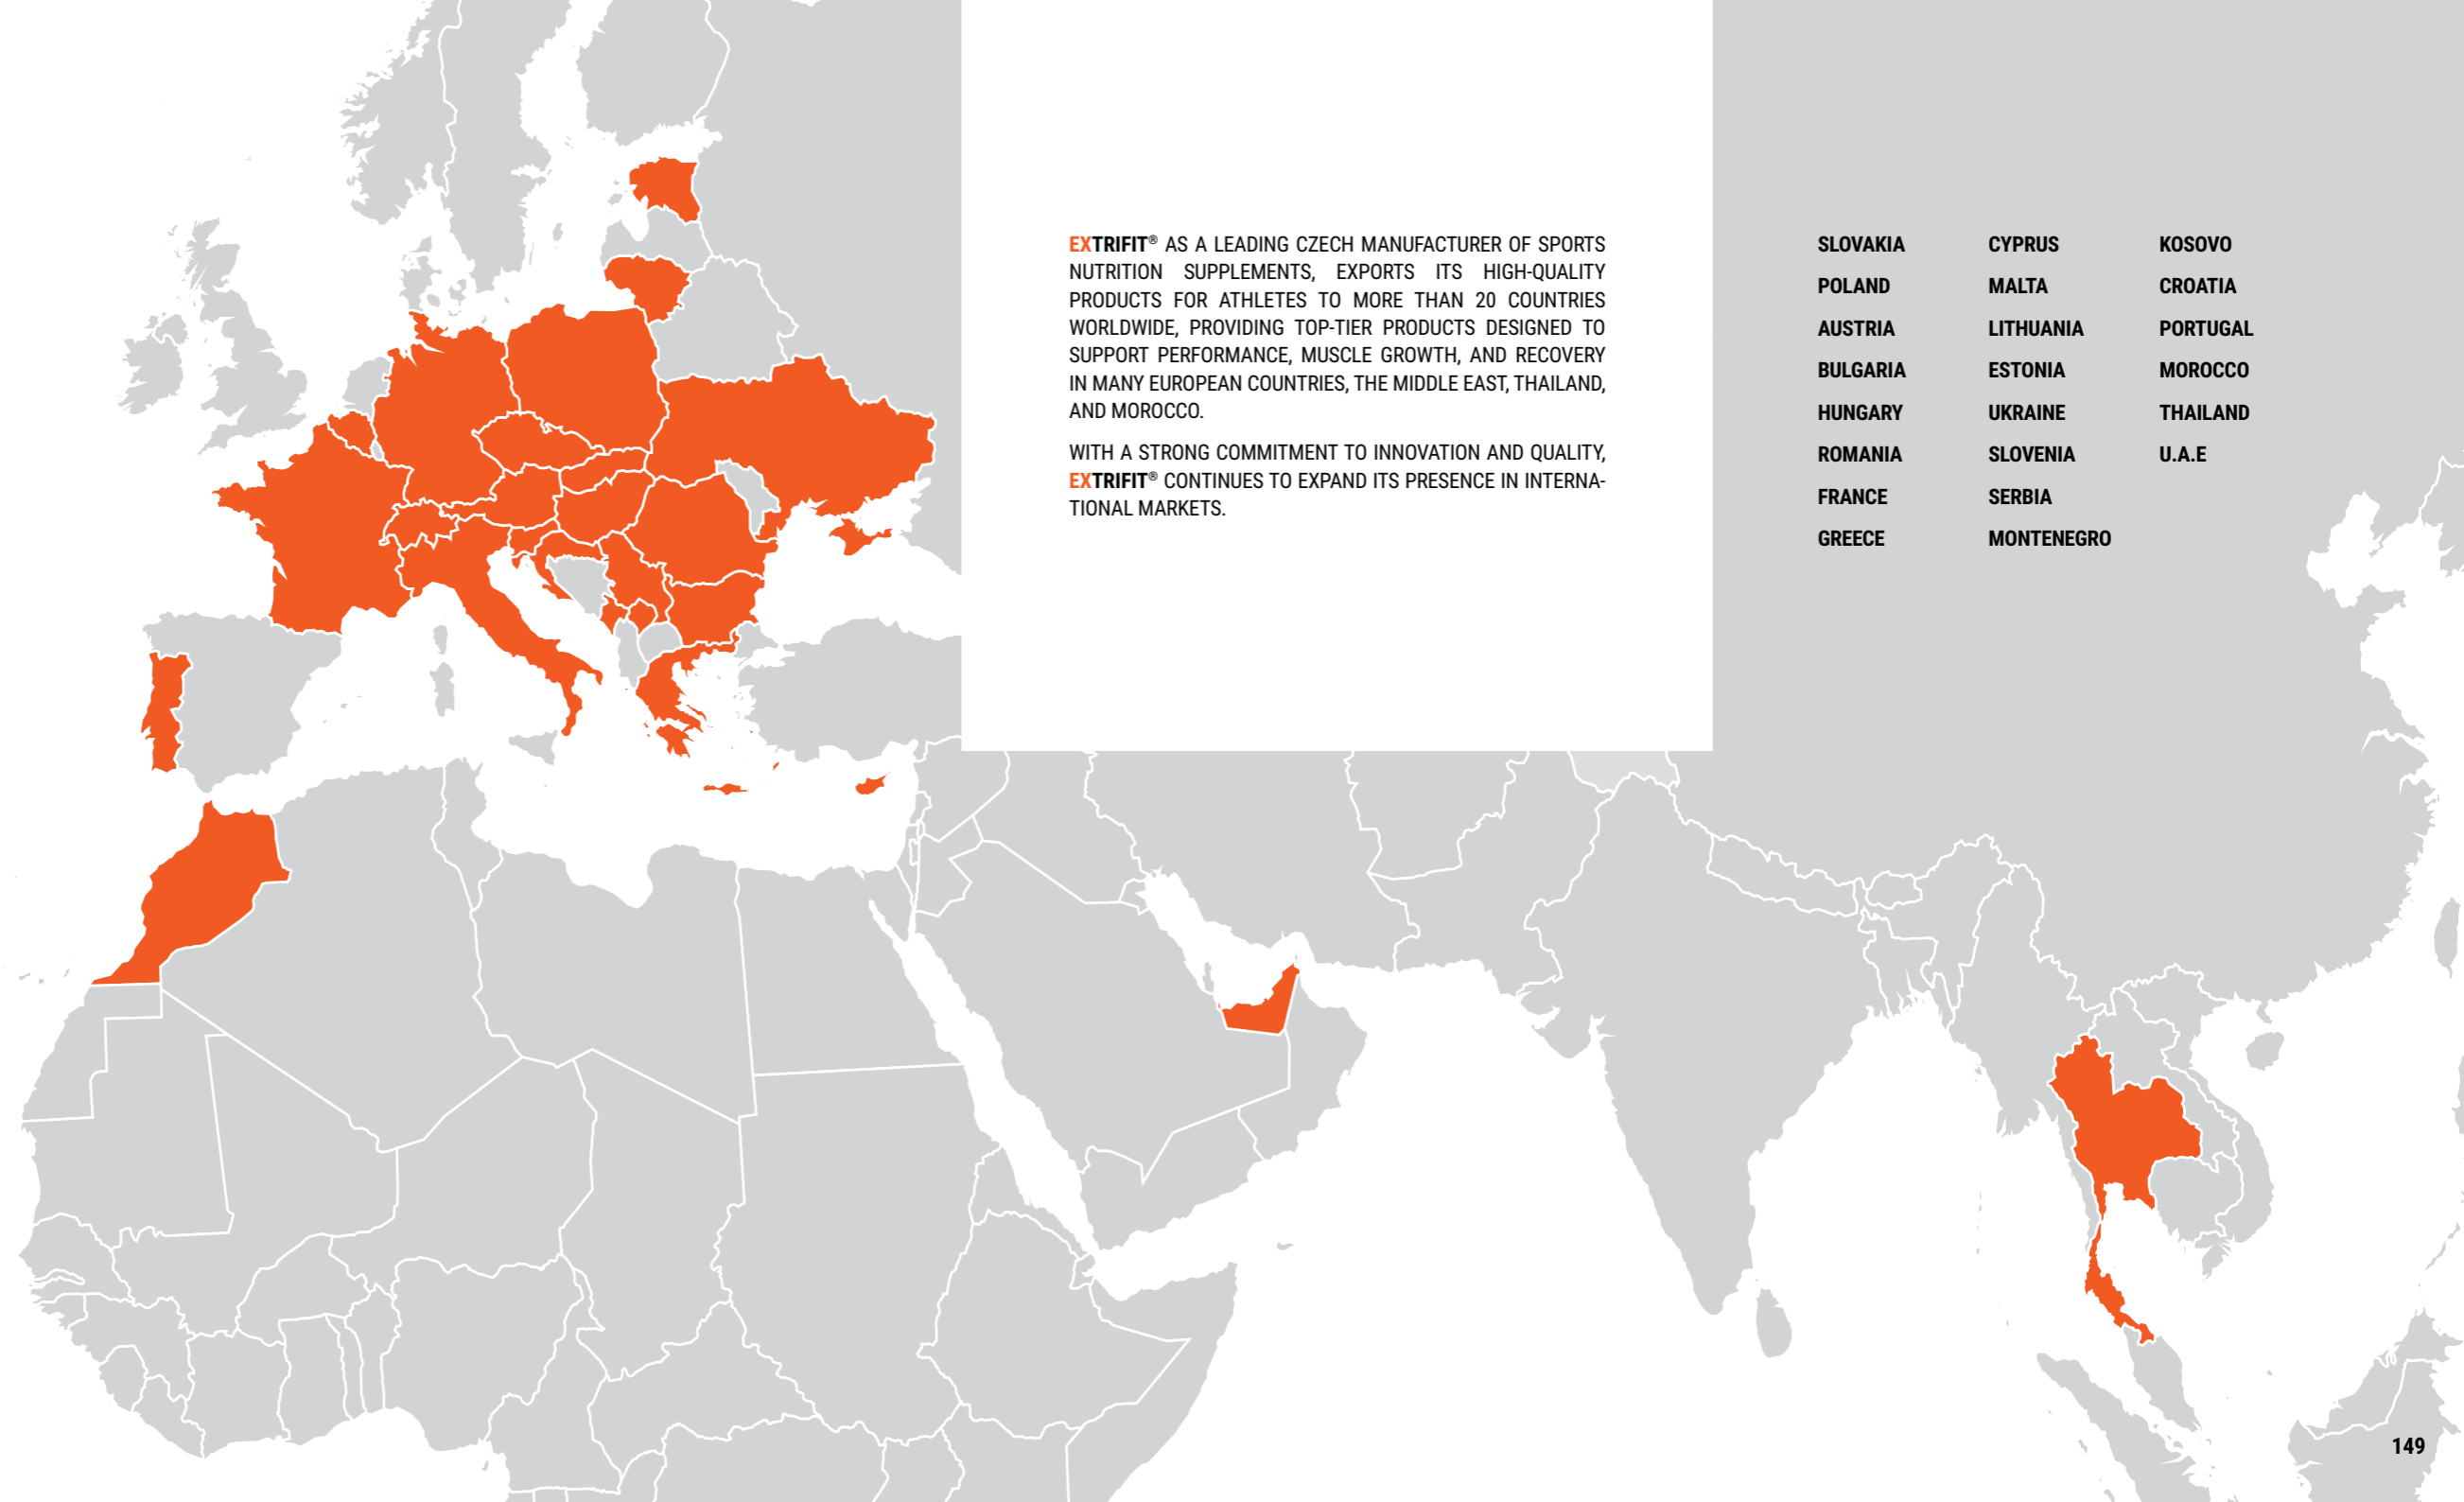 EXTRIFIT® AS A LEADING CZECH MANUFACTURER OF SPORTS
NUTRITION SUPPLEMENTS, EXPORTS ITS HIGH-QUALITY
PRODUCTS FOR ATHLETES TO MORE THAN 20 COUNTRIES
WORLDWIDE, PROVIDING TOP-TIER PRODUCTS DESIGNED TO
SUPPORT PERFORMANCE, MUSCLE GROWTH, AND RECOVERY
IN MANY EUROPEAN COUNTRIES, THE MIDDLE EAST, THAILAND,
AND MOROCCO.
WITH A STRONG COMMITMENT TO INNOVATION AND QUALITY,
EXTRIFIT® CONTINUES TO EXPAND ITS PRESENCE IN INTERNA-
TIONAL MARKETS.
SLOVAKIA
POLAND
AUSTRIA
BULGARIA
HUNGARY
ROMANIA
FRANCE
GREECE
CYPRUS
MALTA
LITHUANIA
ESTONIA
UKRAINE
SLOVENIA
SERBIA
MONTENEGRO
KOSOVO
CROATIA
PORTUGAL
MOROCCO
THAILAND
U.A.E
149